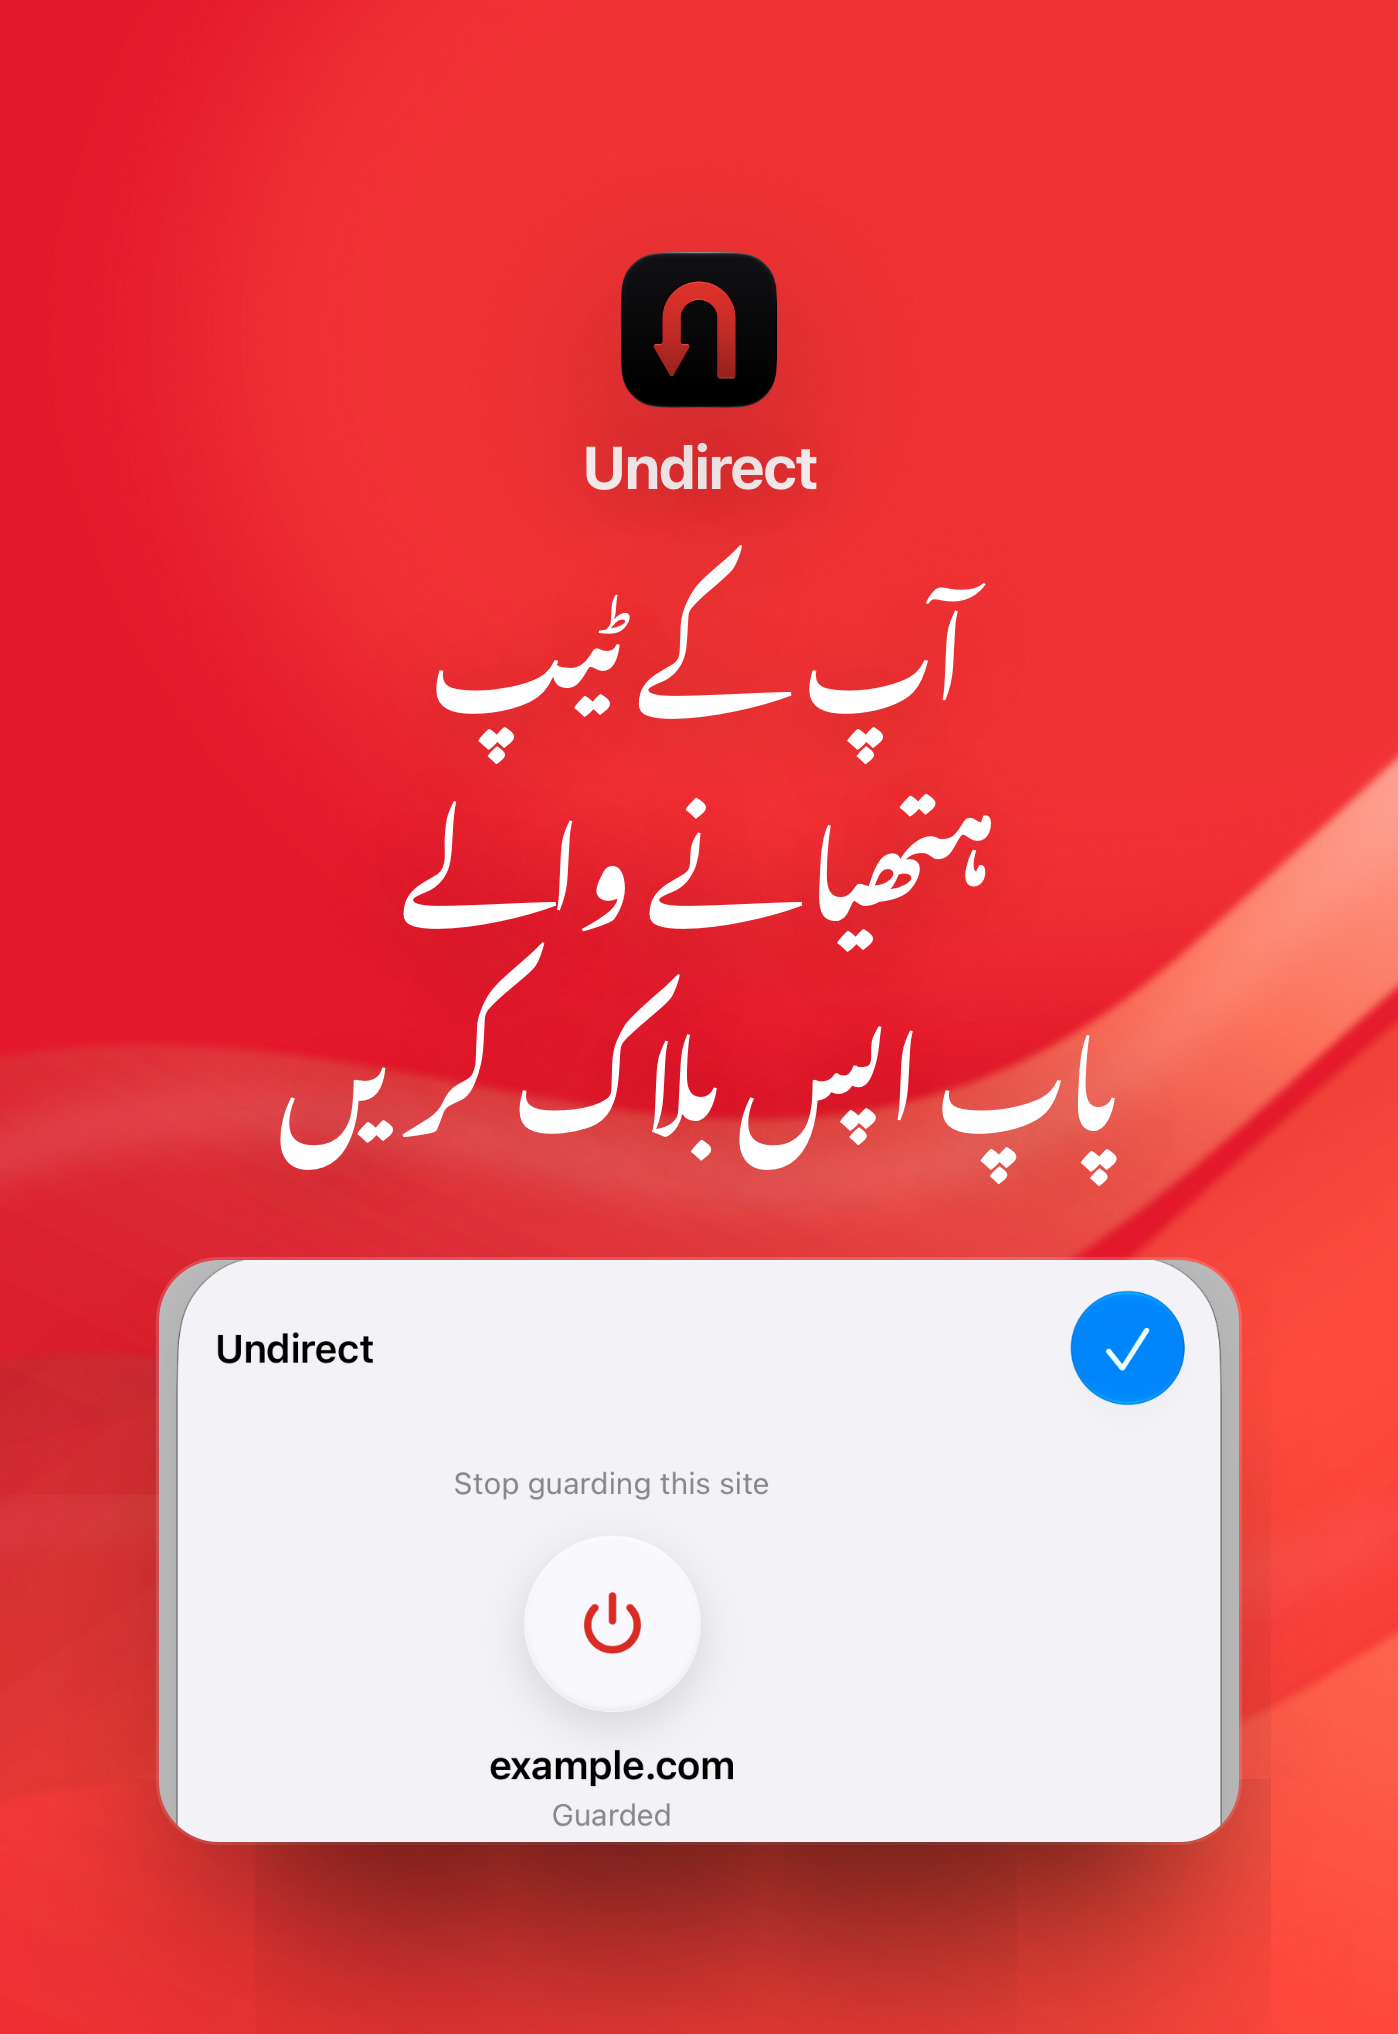 Undirect
آپ کے ٹیپ
ہتھیانے والے
پاپ اپس بلاک کریں
Undirect
Stop guarding this site
example.com
Guarded